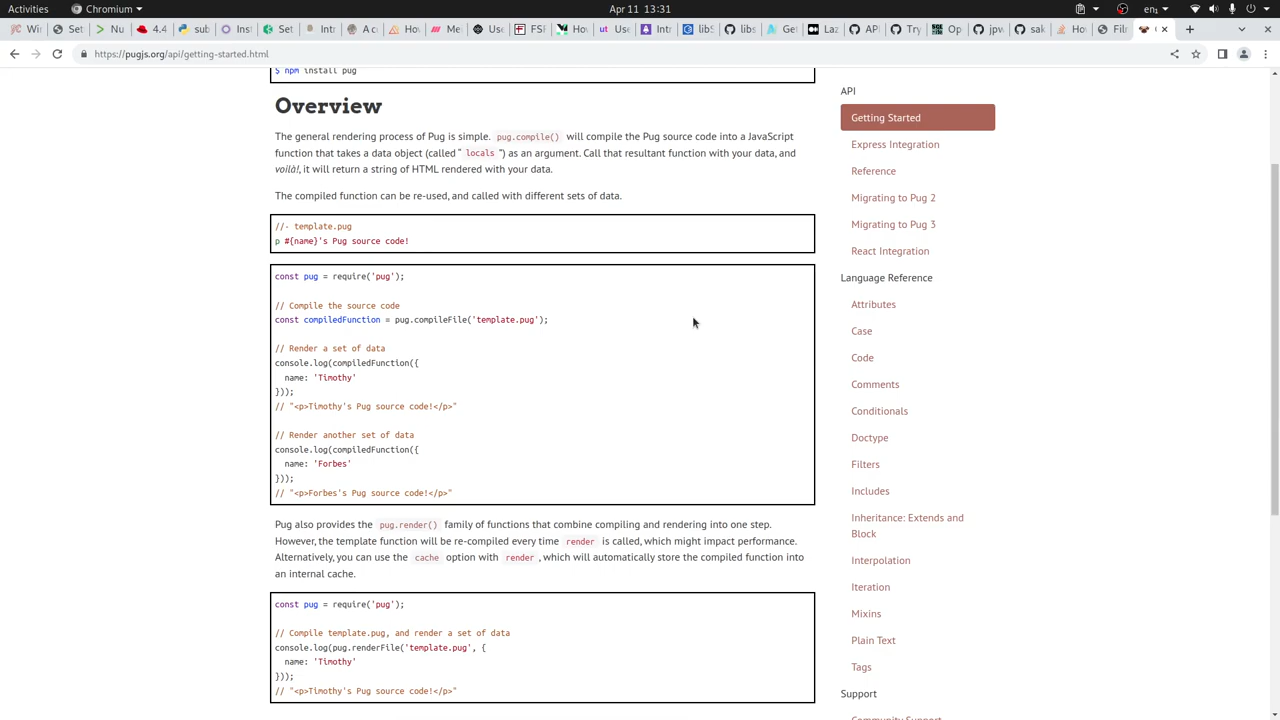 Activities
Chromium
Apr 11 13:31
https://pugjs.org/api/getting-started.html
$ npm install pug
Overview
The general rendering process of Pug is simple. pug.compile() will compile the Pug source code into a JavaScript
function that takes a data object (called “ locals ”) as an argument. Call that resultant function with your data, and
voilà!, it will return a string of HTML rendered with your data.
The compiled function can be re-used, and called with different sets of data.
//- template.pug
p #{name}'s Pug source code!
const pug = require('pug');
// Compile the source code
const compiledFunction = pug.compileFile('template.pug');
// Render a set of data
console.log(compiledFunction({
name: 'Timothy'
}));
// "<p>Timothy's Pug source code!</p>"
// Render another set of data
console.log(compiledFunction({
name: 'Forbes'
}));
// "<p>Forbes's Pug source code!</p>"
Pug also provides the pug.render() family of functions that combine compiling and rendering into one step.
However, the template function will be re-compiled every time render is called, which might impact performance.
Alternatively, you can use the cache option with render , which will automatically store the compiled function into
an internal cache.
const pug = require('pug');
// Compile template.pug, and render a set of data
console.log(pug.renderFile('template.pug', {
name: 'Timothy'
}));
// "<p>Timothy's Pug source code!</p>"
API
Getting Started
Express Integration
Reference
Migrating to Pug 2
Migrating to Pug 3
React Integration
Language Reference
Attributes
Case
Code
Comments
Conditionals
Doctype
Filters
Includes
Inheritance: Extends and
Block
Interpolation
Iteration
Mixins
Plain Text
Tags
Support
Community Support